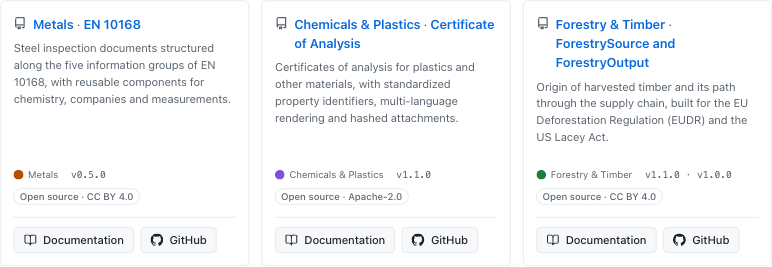 Metals · EN 10168
Steel inspection documents structured
along the five information groups of EN
10168, with reusable components for
chemistry, companies and measurements.
Metals v0.5.0
Open source · CC BY 4.0
Documentation
GitHub
Chemicals & Plastics · Certificate
of Analysis
Certificates of analysis for plastics and
other materials, with standardized
property identifiers, multi-language
rendering and hashed attachments.
Chemicals & Plastics v1.1.0
Open source · Apache-2.0
Documentation
GitHub
Forestry & Timber ·
ForestrySource and
ForestryOutput
Origin of harvested timber and its path
through the supply chain, built for the EU
Deforestation Regulation (EUDR) and the
US Lacey Act.
Forestry & Timber v1.1.0 · v1.0.0
Open source · CC BY 4.0
Documentation
GitHub